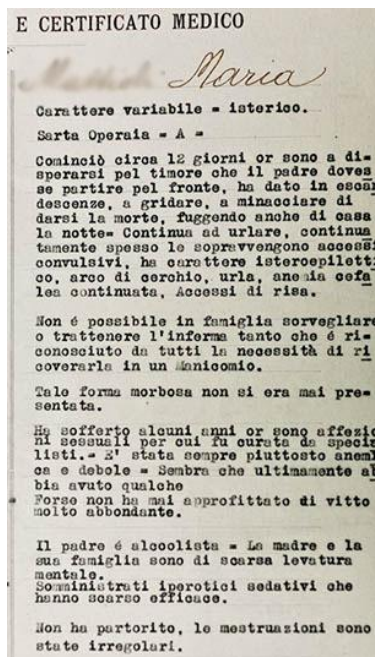 E CERTIFICATO MEDICO
Maria
Carattere variabile = isterico.
Sarta Operaia = A =
Cominciò circa 12 giorni or sono a di=
sperarsi pel timore che il padre doves
se partire pel fronte, ha dato in escan
descenze, a gridare, a minacciare di
darsi la morte, fuggendo anche di casa
la notte= Continua ad urlare, continua
tamente spesso le sopravvengono accessi
convulsivi, ha carattere isteroepiletti
co, arco di cerchio, urla, anemia cefa
lea continuata, Accessi di risa.
Non é possibile in famiglia sorvegliare
o trattenere l'inferma tanto che é ri=
conosciuto da tutti la necessità di ri
coverarla in un Manicomio.
Tale forma morbosa non si era mai pre=
sentata.
Ha sofferto alcuni anni or sono affezio
ni sessuali per cui fu curata da specia
listi.= E' stata sempre piuttosto anemi
ca e debole = Sembra che ultimamente ab
bia avuto qualche
Forse non ha mai approfittato di vitto
molto abbondante.
Il padre é alcoolista = La madre e la
sua famiglia sono di scarsa levatura
mentale.
Somministrati iperotici sedativi che
hanno scarso efficace.
Non ha partorito, le mestruazioni sono
state irregolari.